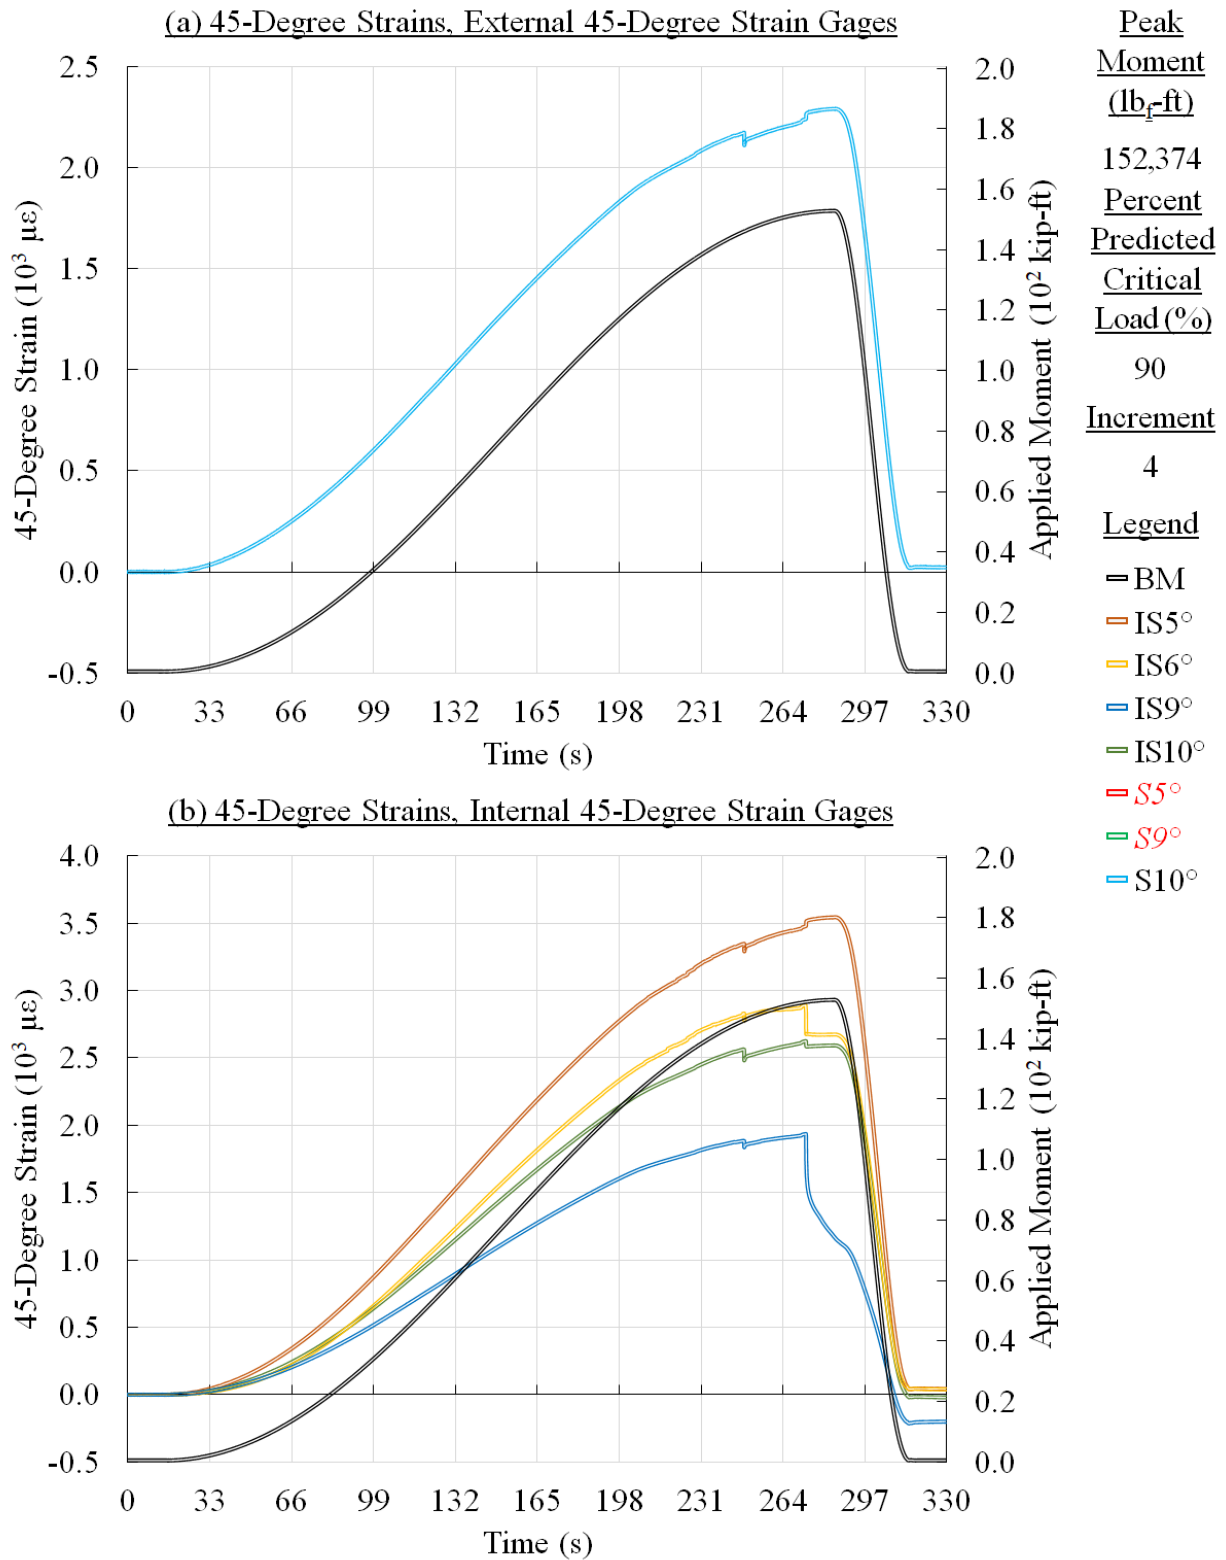 (a) 45-Degree Strains, External 45-Degree Strain Gages
2.5
2.0
1.5
1.0
0.5
0.0
-0.5
45-Degree Strain (10³ με)
2.0
1.8
1.6
1.4
1.2
1.0
0.8
0.6
0.4
0.2
0.0
Applied Moment (10² kip-ft)
0 33 66 99 132 165 198 231 264 297 330
Time (s)
(b) 45-Degree Strains, Internal 45-Degree Strain Gages
4.0
3.5
3.0
2.5
2.0
1.5
1.0
0.5
0.0
-0.5
45-Degree Strain (10³ με)
2.0
1.8
1.6
1.4
1.2
1.0
0.8
0.6
0.4
0.2
0.0
Applied Moment (10² kip-ft)
0 33 66 99 132 165 198 231 264 297 330
Time (s)
Peak
Moment
(lbf-ft)
152,374
Percent
Predicted
Critical
Load (%)
90
Increment
4
Legend
BM
IS5°
IS6°
IS9°
IS10°
S5°
S9°
S10°